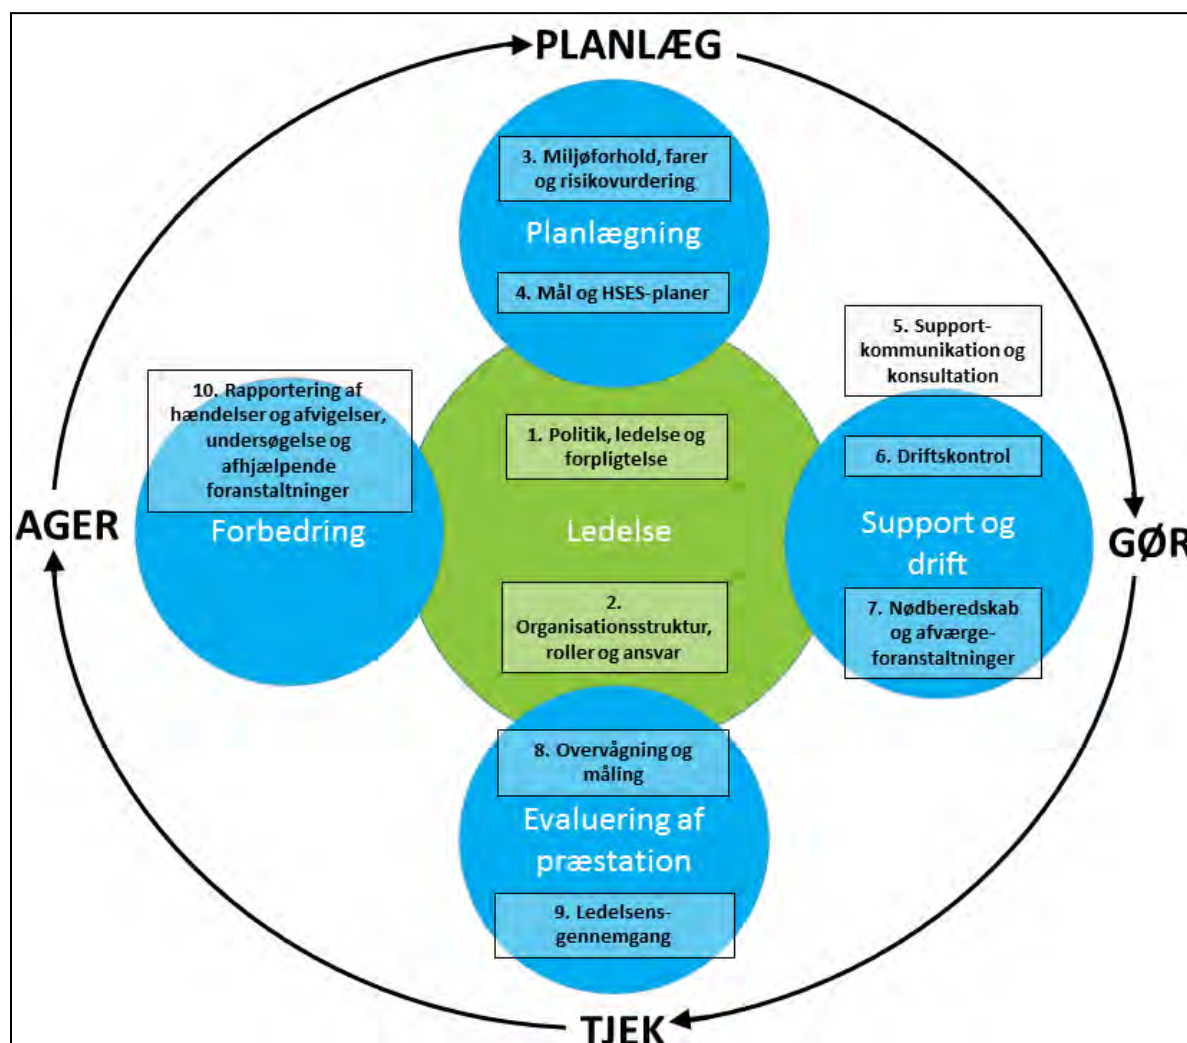 PLANLÆG
3. Miljøforhold, farer
og risikovurdering
Planlægning
4. Mål og HSES-planer
5. Support-
kommunikation og
konsultation
10. Rapportering af
hændelser og afvigelser,
undersøgelse og
afhjælpende
foranstaltninger
Forbedring
1. Politik, ledelse og
forpligtelse
6. Driftskontrol
AGER
Ledelse
Support og
drift
GØR
2.
Organisationsstruktur,
roller og ansvar
7. Nødberedskab
og afværge-
foranstaltninger
8. Overvågning og
måling
Evaluering af
præstation
9. Ledelsens-
gennemgang
TJEK